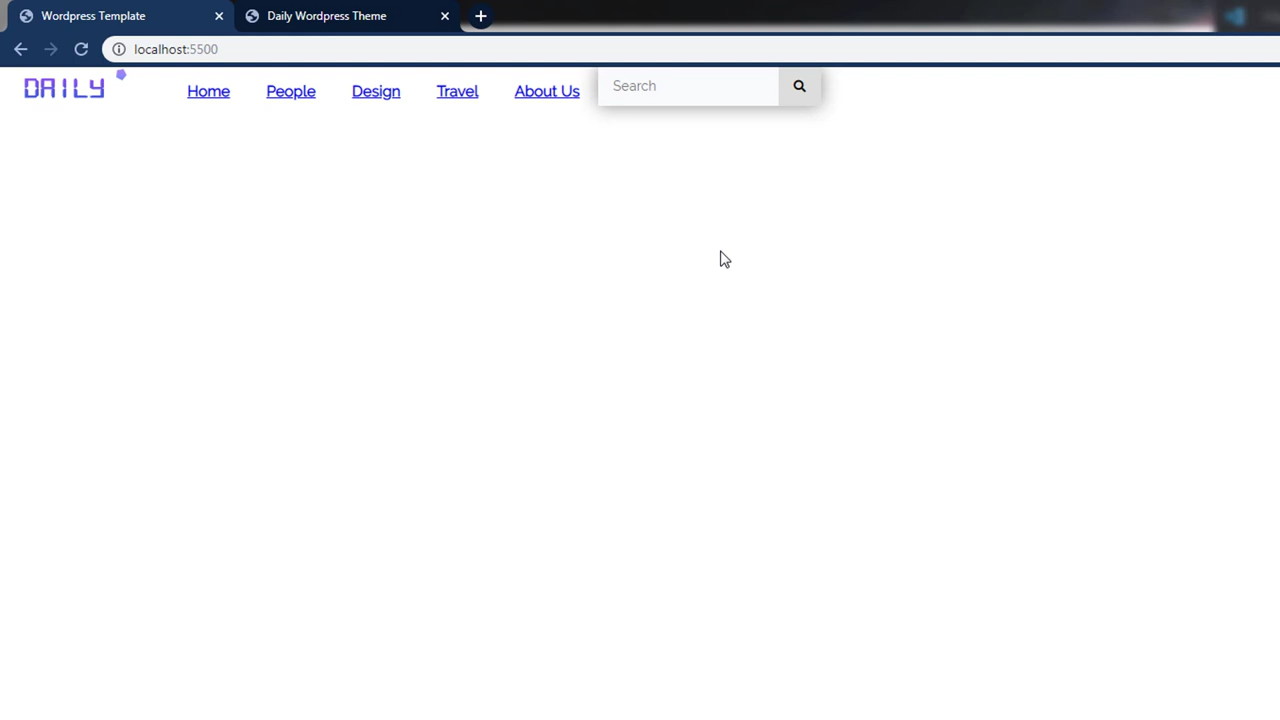 Wordpress Template
Daily Wordpress Theme
localhost:5500
DAILY
Home People Design Travel About Us Search